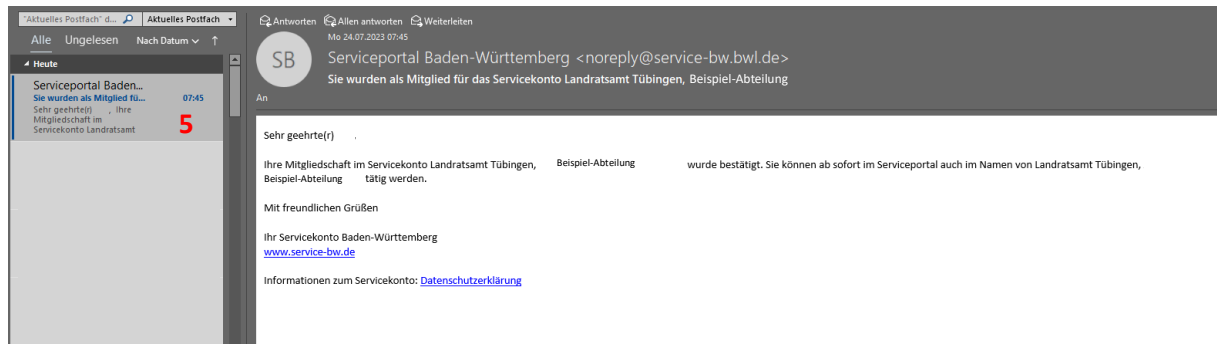 "Aktuelles Postfach" d... Aktuelles Postfach
Alle Ungelesen Nach Datum ↑
Heute
Serviceportal Baden...
Sie wurden als Mitglied fü... 07:45
Sehr geehrte(r) , Ihre
Mitgliedschaft im
Servicekonto Landratsamt
5
Antworten Allen antworten Weiterleiten
Mo 24.07.2023 07:45
SB
Serviceportal Baden-Württemberg <noreply@service-bw.bwl.de>
Sie wurden als Mitglied für das Servicekonto Landratsamt Tübingen, Beispiel-Abteilung
An
Sehr geehrte(r) .
Ihre Mitgliedschaft im Servicekonto Landratsamt Tübingen, Beispiel-Abteilung wurde bestätigt. Sie können ab sofort im Serviceportal auch im Namen von Landratsamt Tübingen,
Beispiel-Abteilung tätig werden.
Mit freundlichen Grüßen
Ihr Servicekonto Baden-Württemberg
www.service-bw.de
Informationen zum Servicekonto: Datenschutzerklärung